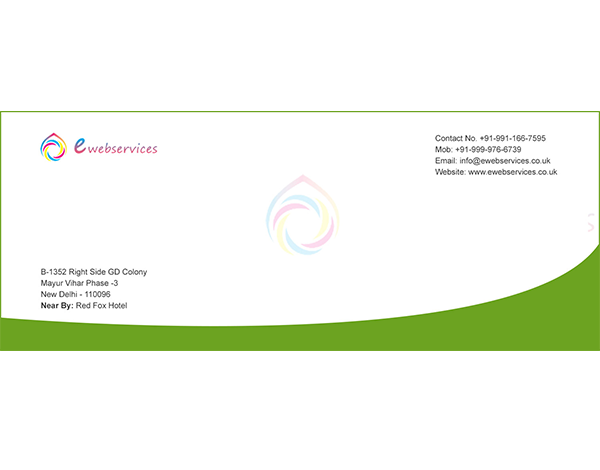 ewebservices
Contact No. +91-991-166-7595
Mob: +91-999-976-6739
Email: info@ewebservices.co.uk
Website: www.ewebservices.co.uk
B-1352 Right Side GD Colony
Mayur Vihar Phase -3
New Delhi - 110096
Near By: Red Fox Hotel